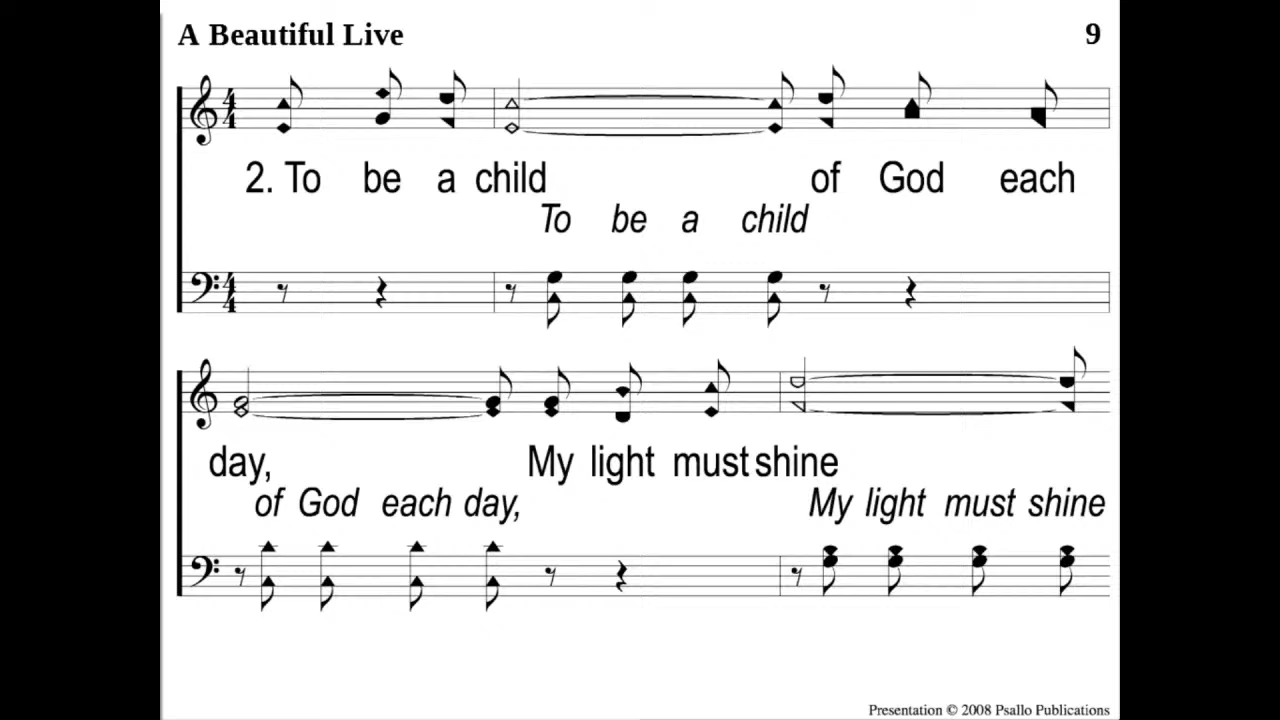 A Beautiful Live 9
2. To be a child of God each
To be a child
day, My light must shine
of God each day, My light must shine
Presentation © 2008 Psallo Publications